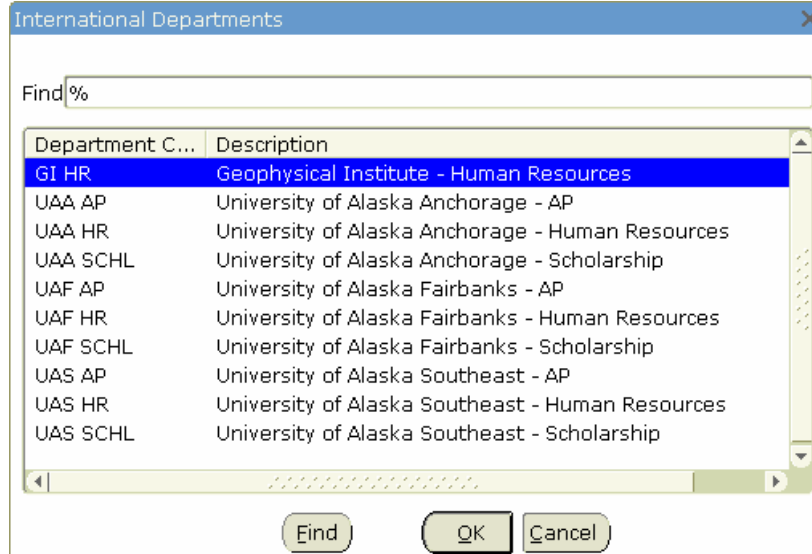 International Departments
Find %
Department C... Description
GI HR Geophysical Institute - Human Resources
UAA AP University of Alaska Anchorage - AP
UAA HR University of Alaska Anchorage - Human Resources
UAA SCHL University of Alaska Anchorage - Scholarship
UAF AP University of Alaska Fairbanks - AP
UAF HR University of Alaska Fairbanks - Human Resources
UAF SCHL University of Alaska Fairbanks - Scholarship
UAS AP University of Alaska Southeast - AP
UAS HR University of Alaska Southeast - Human Resources
UAS SCHL University of Alaska Southeast - Scholarship
Find OK Cancel